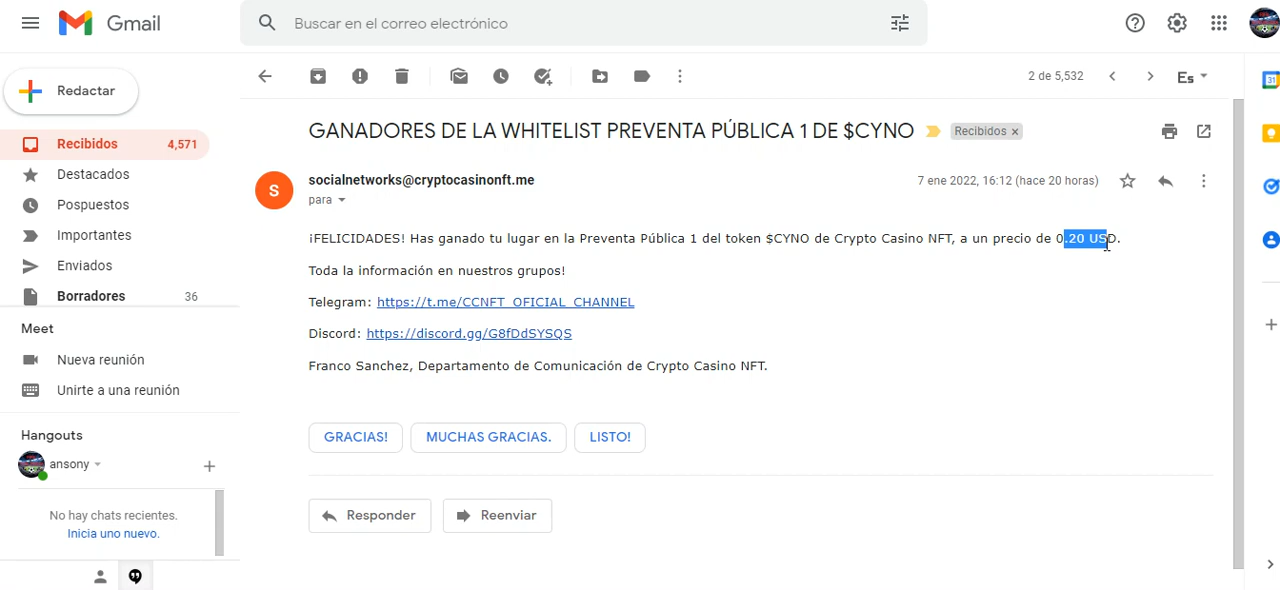 Gmail
Buscar en el correo electrónico
Redactar
2 de 5,532
Es
Recibidos 4,571
Destacados
Pospuestos
Importantes
Enviados
Borradores 36
Meet
Nueva reunión
Unirte a una reunión
Hangouts
ansony
No hay chats recientes.
Inicia uno nuevo.
GANADORES DE LA WHITELIST PREVENTA PÚBLICA 1 DE $CYNO
Recibidos ×
S
socialnetworks@cryptocasinonft.me
7 ene 2022, 16:12 (hace 20 horas)
para
¡FELICIDADES! Has ganado tu lugar en la Preventa Pública 1 del token $CYNO de Crypto Casino NFT, a un precio de 0.20 USD.
Toda la información en nuestros grupos!
Telegram: https://t.me/CCNFT_OFICIAL_CHANNEL
Discord: https://discord.gg/G8fDdSYSQS
Franco Sanchez, Departamento de Comunicación de Crypto Casino NFT.
GRACIAS!
MUCHAS GRACIAS.
LISTO!
Responder
Reenviar
31